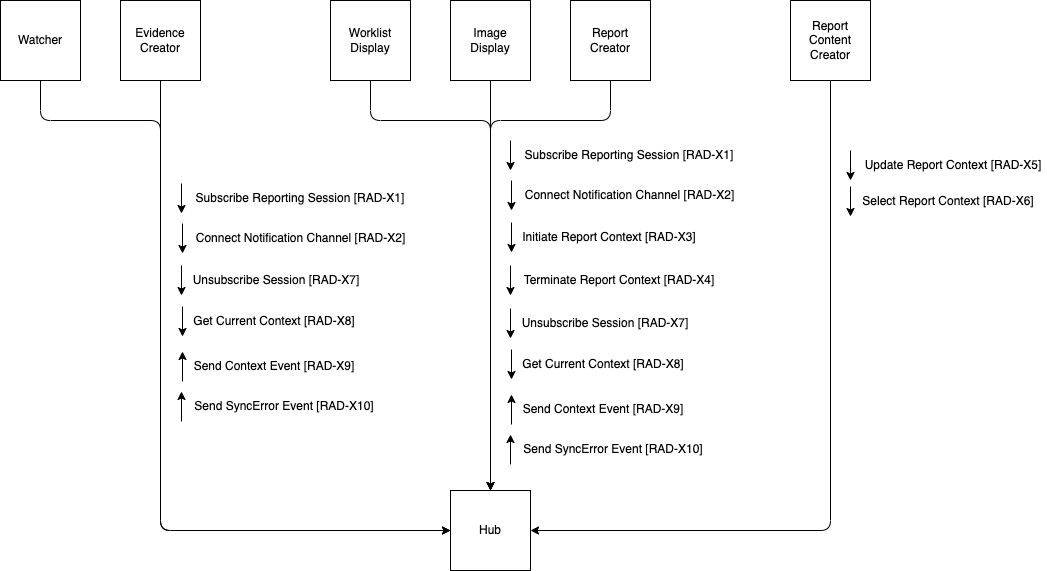 Watcher
Evidence
Creator
Worklist
Display
Image
Display
Report
Creator
Report
Content
Creator
Subscribe Reporting Session [RAD-X1]
Connect Notification Channel [RAD-X2]
Unsubscribe Session [RAD-X7]
Get Current Context [RAD-X8]
Send Context Event [RAD-X9]
Send SyncError Event [RAD-X10]
Subscribe Reporting Session [RAD-X1]
Connect Notification Channel [RAD-X2]
Initiate Report Context [RAD-X3]
Terminate Report Context [RAD-X4]
Unsubscribe Session [RAD-X7]
Get Current Context [RAD-X8]
Send Context Event [RAD-X9]
Send SyncError Event [RAD-X10]
Update Report Context [RAD-X5]
Select Report Context [RAD-X6]
Hub